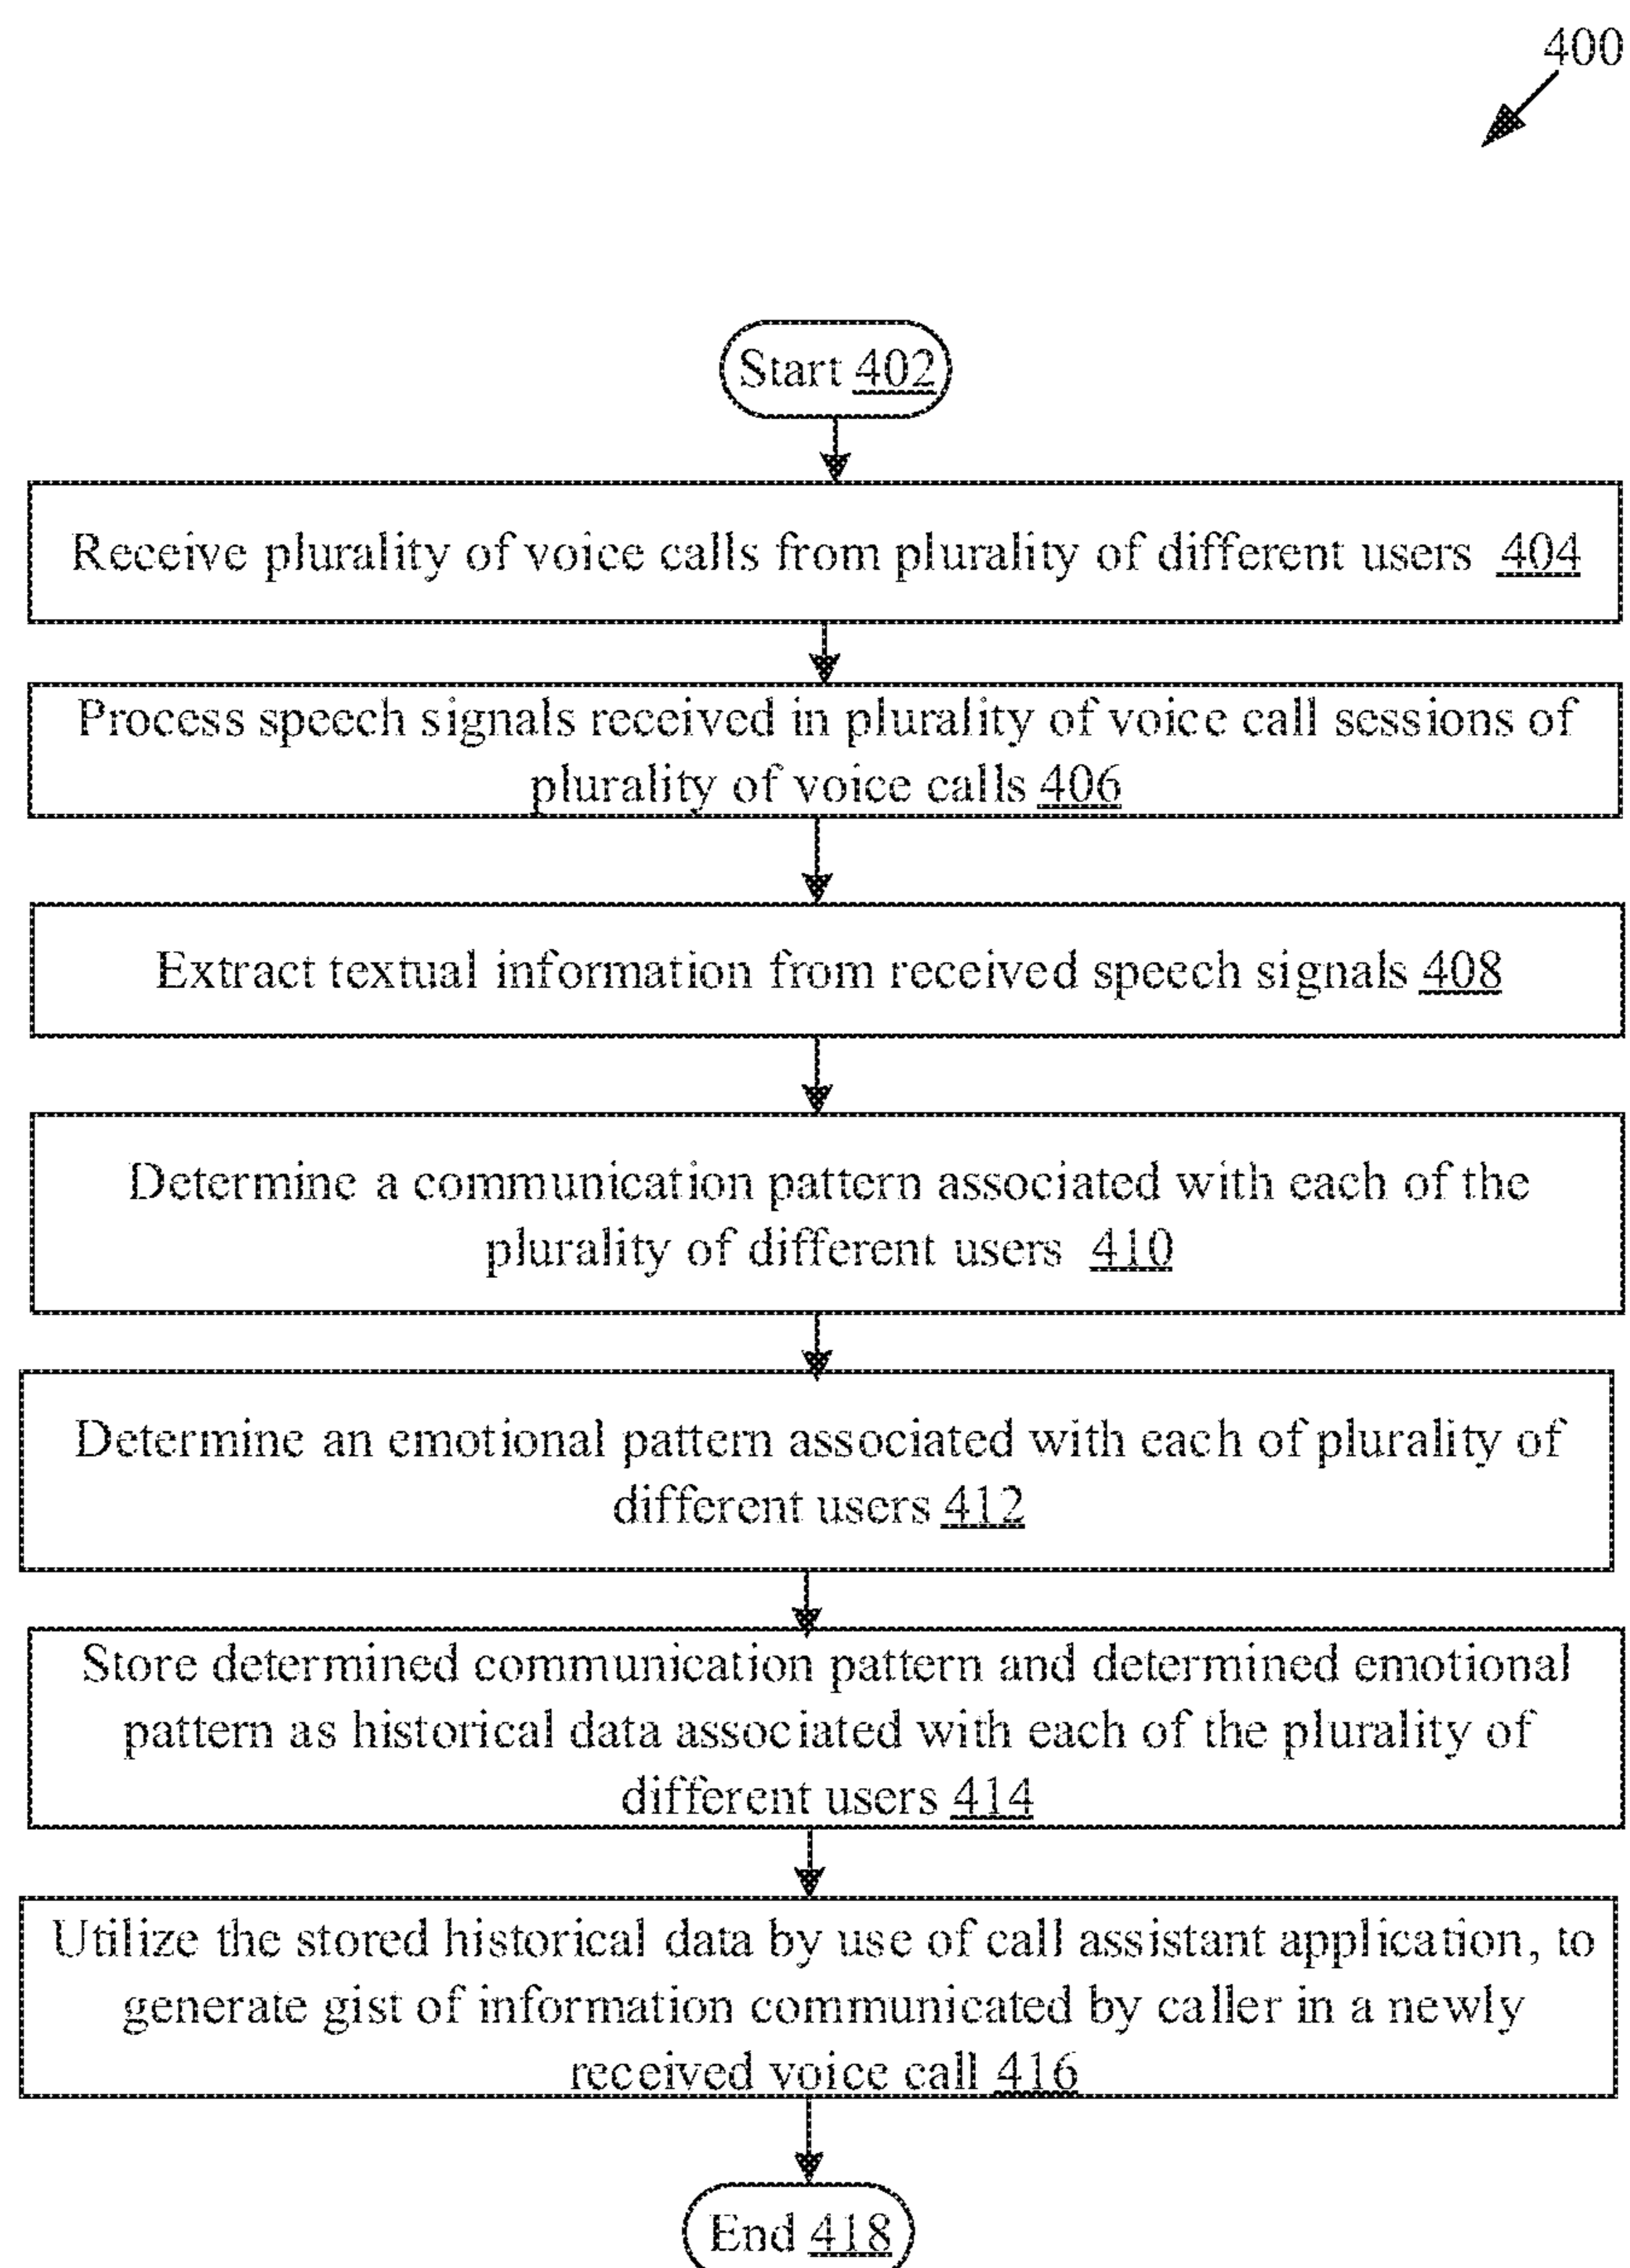 400
Start 402
Receive plurality of voice calls from plurality of different users 404
Process speech signals received in plurality of voice call sessions of
plurality of voice calls 406
Extract textual information from received speech signals 408
Determine a communication pattern associated with each of the
plurality of different users 410
Determine an emotional pattern associated with each of plurality of
different users 412
Store determined communication pattern and determined emotional
pattern as historical data associated with each of the plurality of
different users 414
Utilize the stored historical data by use of call assistant application, to
generate gist of information communicated by caller in a newly
received voice call 416
End 418